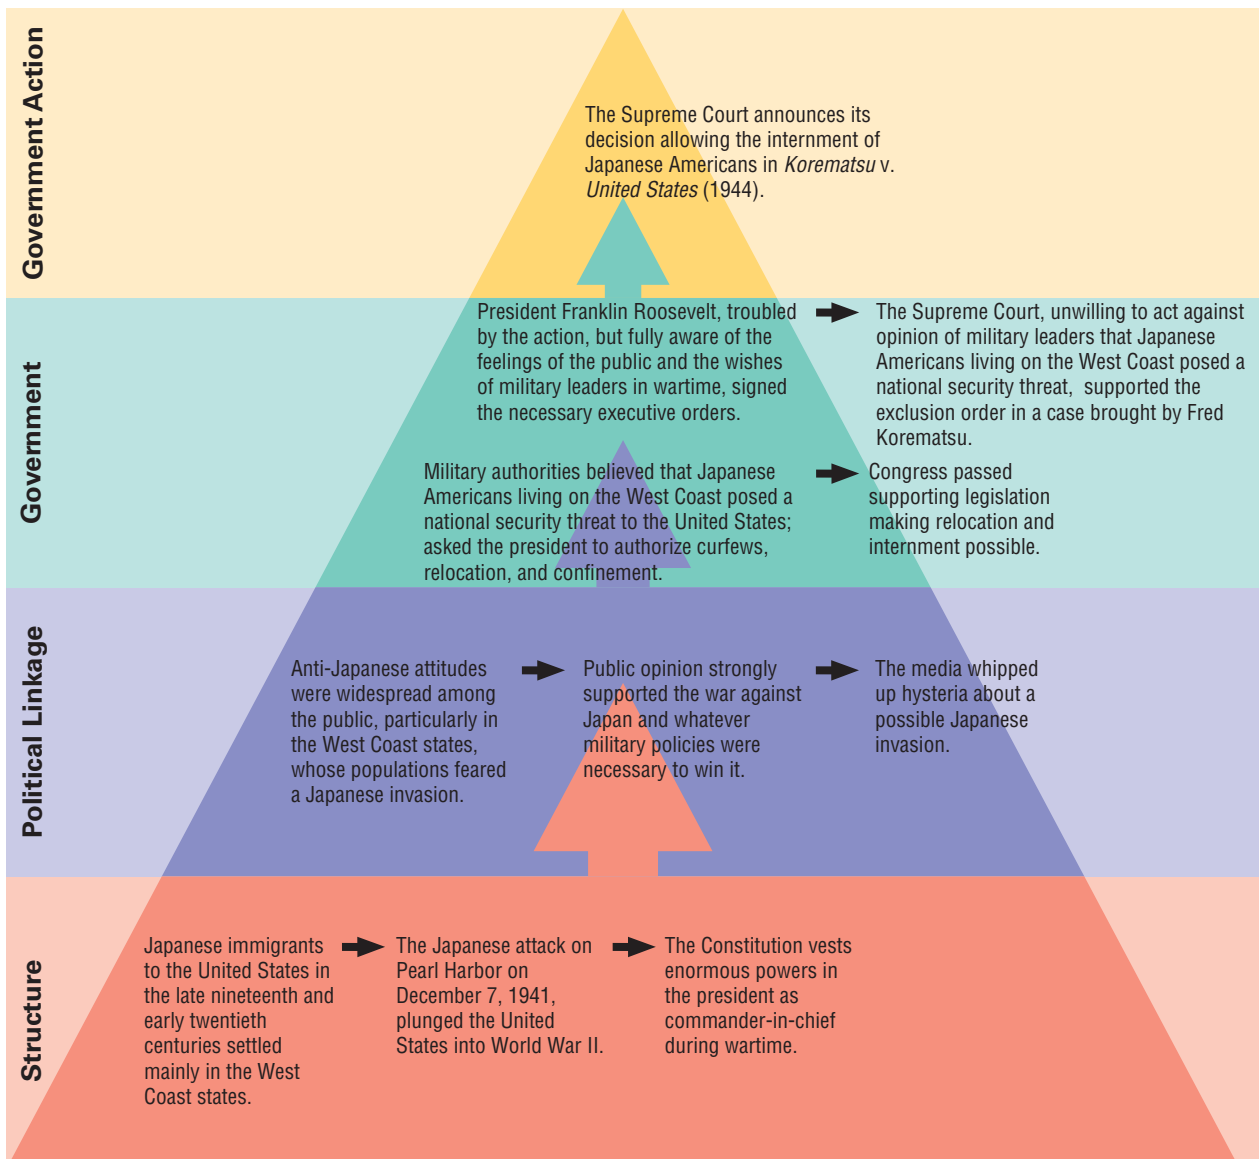 Government Action
The Supreme Court announces its
decision allowing the internment of
Japanese Americans in Korematsu v.
United States (1944).
Government
President Franklin Roosevelt, troubled
by the action, but fully aware of the
feelings of the public and the wishes
of military leaders in wartime, signed
the necessary executive orders.
The Supreme Court, unwilling to act against
opinion of military leaders that Japanese
Americans living on the West Coast posed a
national security threat, supported the
exclusion order in a case brought by Fred
Korematsu.
Military authorities believed that Japanese
Americans living on the West Coast posed a
national security threat to the United States;
asked the president to authorize curfews,
relocation, and confinement.
Congress passed
supporting legislation
making relocation and
internment possible.
Political Linkage
Anti-Japanese attitudes
were widespread among
the public, particularly in
the West Coast states,
whose populations feared
a Japanese invasion.
Public opinion strongly
supported the war against
Japan and whatever
military policies were
necessary to win it.
The media whipped
up hysteria about a
possible Japanese
invasion.
Structure
Japanese immigrants
to the United States in
the late nineteenth and
early twentieth
centuries settled
mainly in the West
Coast states.
The Japanese attack on
Pearl Harbor on
December 7, 1941,
plunged the United
States into World War II.
The Constitution vests
enormous powers in
the president as
commander-in-chief
during wartime.